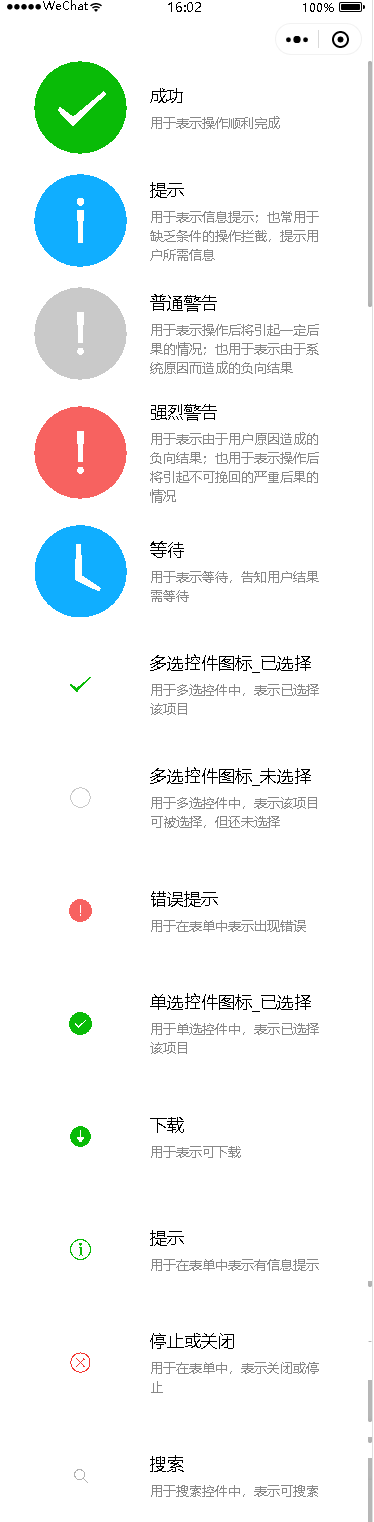 ●●●●●WeChat 16:02 100%
成功
用于表示操作顺利完成
提示
用于表示信息提示；也常用于
缺乏条件的操作拦截，提示用
户所需信息
普通警告
用于表示操作后将引起一定后
果的情况；也用于表示由于系
统原因而造成的负向结果
强烈警告
用于表示由于用户原因造成的
负向结果；也用于表示操作后
将引起不可挽回的严重后果的
情况
等待
用于表示等待，告知用户结果
需等待
多选控件图标_已选择
用于多选控件中，表示已选择
该项目
多选控件图标_未选择
用于多选控件中，表示该项目
可被选择，但还未选择
错误提示
用于在表单中表示出现错误
单选控件图标_已选择
用于单选控件中，表示已选择
该项目
下载
用于表示可下载
提示
用于在表单中表示有信息提示
停止或关闭
用于在表单中，表示关闭或停
止
搜索
用于搜索控件中，表示可搜索